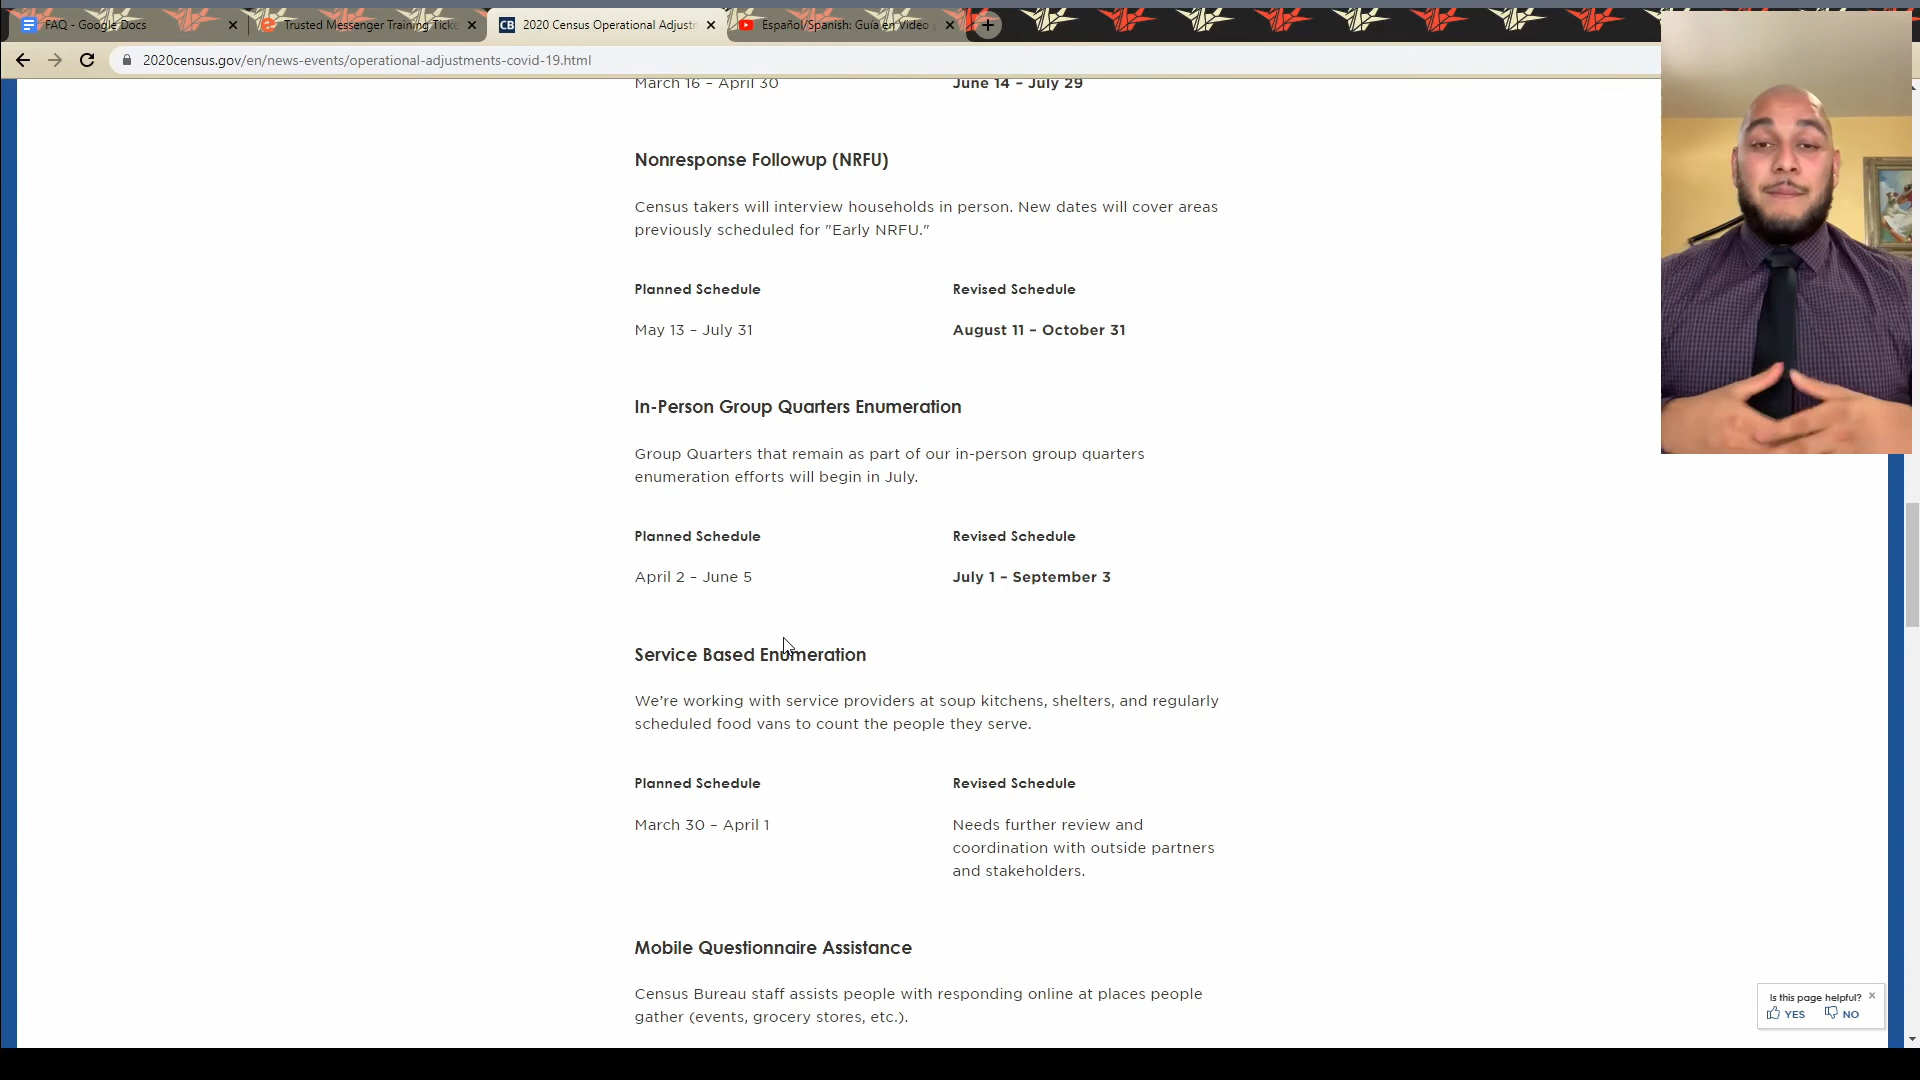 FAQ - Google Docs
Trusted Messenger Training Ticke
CB
2020 Census Operational Adjustm
Español/Spanish: Guía en Video
2020census.gov/en/news-events/operational-adjustments-covid-19.html
March 16 – April 30
June 14 – July 29
Nonresponse Followup (NRFU)
Census takers will interview households in person. New dates will cover areas
previously scheduled for "Early NRFU."
Planned Schedule
Revised Schedule
May 13 – July 31
August 11 – October 31
In-Person Group Quarters Enumeration
Group Quarters that remain as part of our in-person group quarters
enumeration efforts will begin in July.
Planned Schedule
Revised Schedule
April 2 – June 5
July 1 – September 3
Service Based Enumeration
We're working with service providers at soup kitchens, shelters, and regularly
scheduled food vans to count the people they serve.
Planned Schedule
Revised Schedule
March 30 – April 1
Needs further review and
coordination with outside partners
and stakeholders.
Mobile Questionnaire Assistance
Census Bureau staff assists people with responding online at places people
gather (events, grocery stores, etc.).
Is this page helpful?
YES
NO